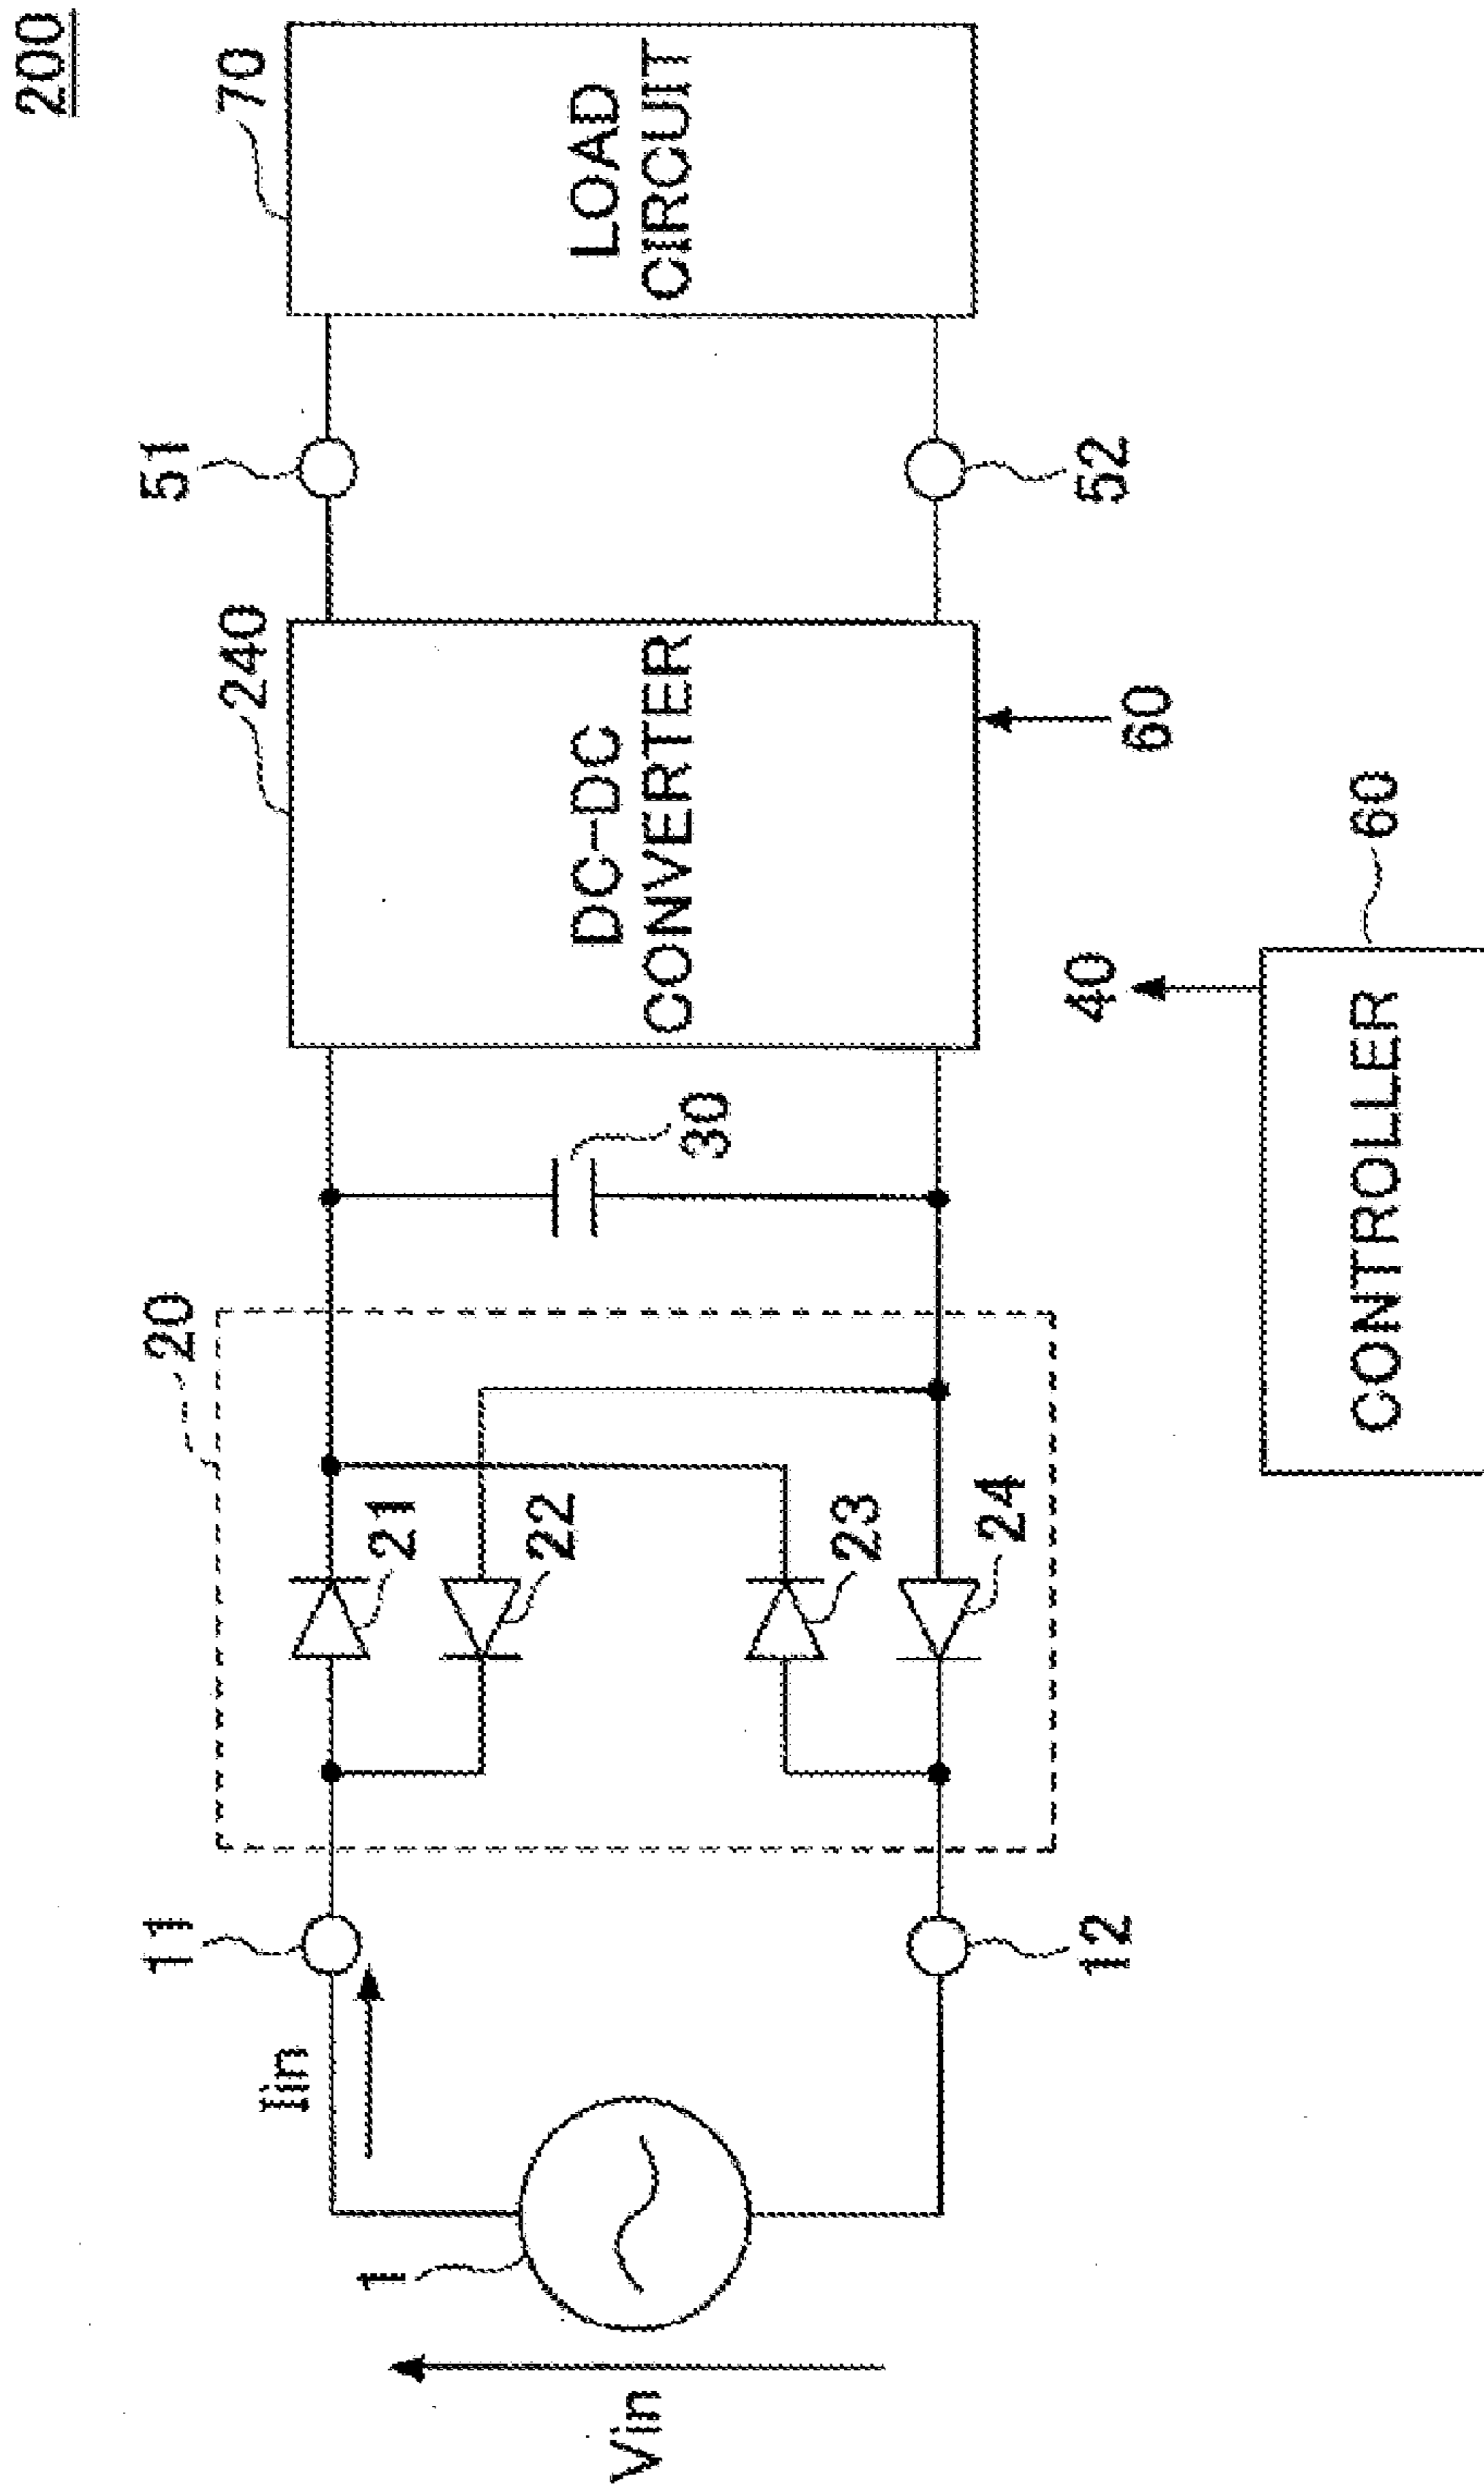 200
1
Vin
Iin
11
12
20
21
22
23
24
30
240
DC-DC
CONVERTER
60
40
CONTROLLER
60
51
52
70
LOAD
CIRCUIT